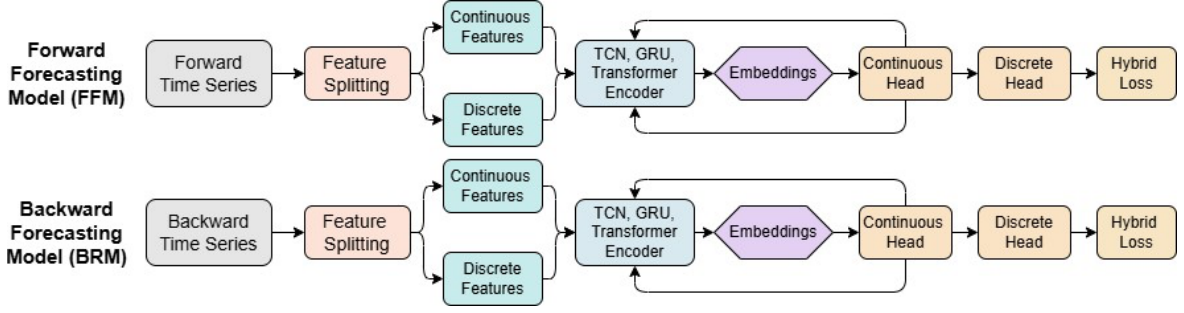 Forward
Forecasting
Model (FFM)
Forward
Time Series
Feature
Splitting
Continuous
Features
Discrete
Features
TCN, GRU,
Transformer
Encoder
Embeddings
Continuous
Head
Discrete
Head
Hybrid
Loss
Backward
Forecasting
Model (BRM)
Backward
Time Series
Feature
Splitting
Continuous
Features
Discrete
Features
TCN, GRU,
Transformer
Encoder
Embeddings
Continuous
Head
Discrete
Head
Hybrid
Loss